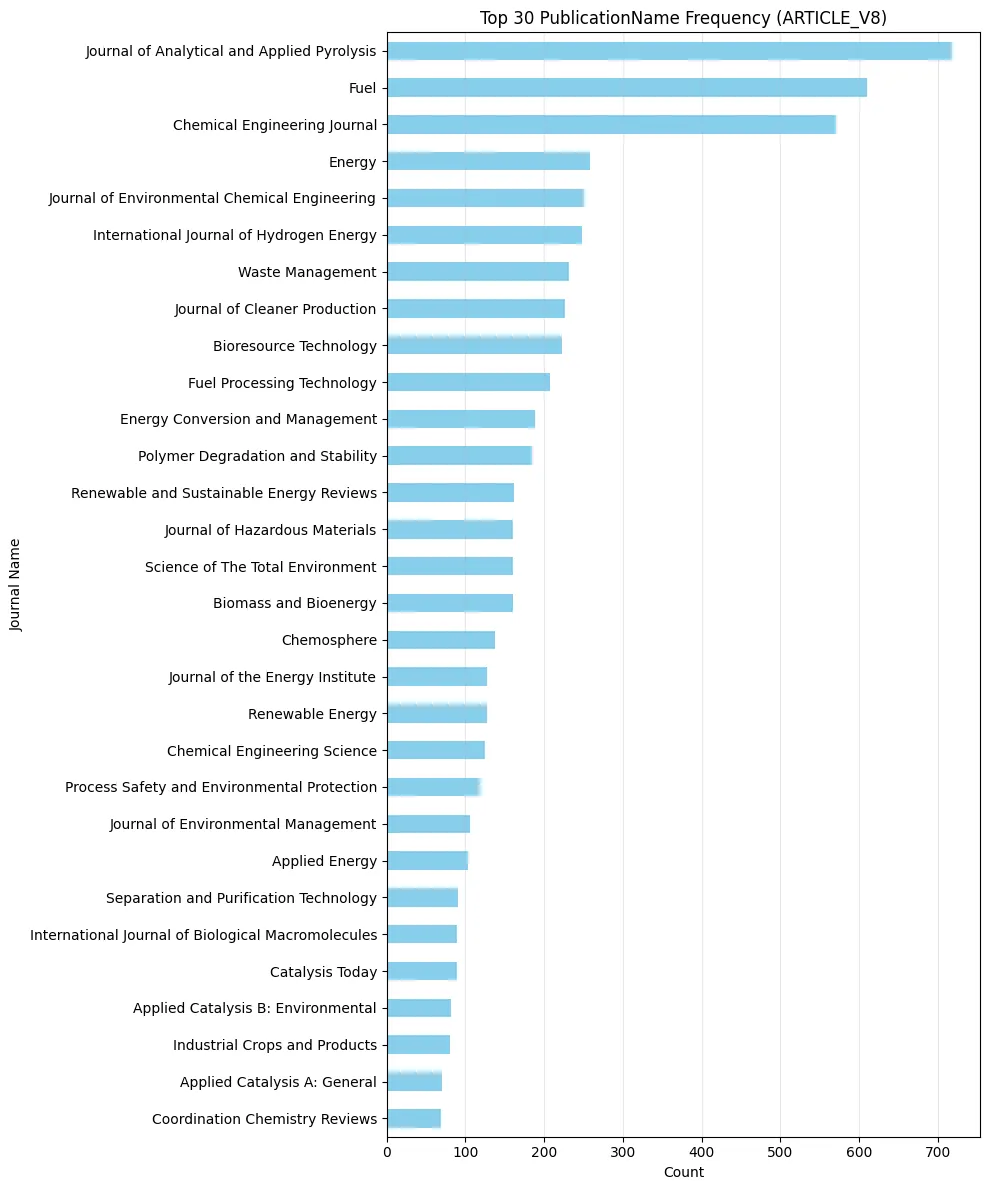 Top 30 PublicationName Frequency (ARTICLE_V8)
Journal of Analytical and Applied Pyrolysis
Fuel
Chemical Engineering Journal
Energy
Journal of Environmental Chemical Engineering
International Journal of Hydrogen Energy
Waste Management
Journal of Cleaner Production
Bioresource Technology
Fuel Processing Technology
Energy Conversion and Management
Polymer Degradation and Stability
Renewable and Sustainable Energy Reviews
Journal of Hazardous Materials
Science of The Total Environment
Biomass and Bioenergy
Chemosphere
Journal of the Energy Institute
Renewable Energy
Chemical Engineering Science
Process Safety and Environmental Protection
Journal of Environmental Management
Applied Energy
Separation and Purification Technology
International Journal of Biological Macromolecules
Catalysis Today
Applied Catalysis B: Environmental
Industrial Crops and Products
Applied Catalysis A: General
Coordination Chemistry Reviews
Journal Name
0 100 200 300 400 500 600 700
Count